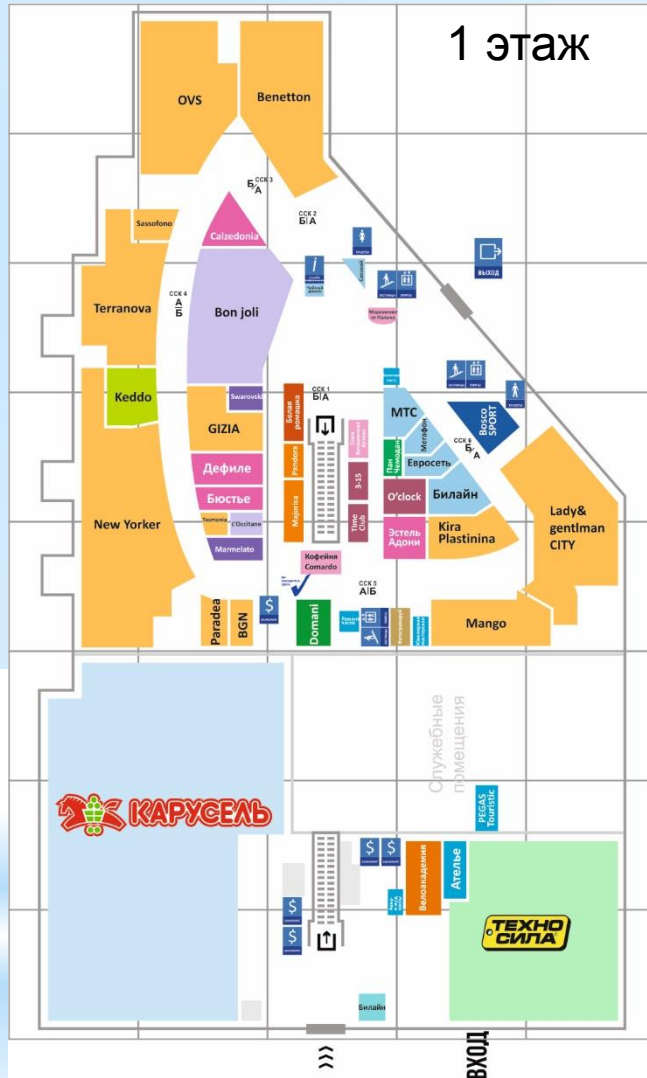 1 этаж
OVS
Benetton
ССК 3
Б/А
ССК 2
Б|А
Sassofono
Calzedonia
i
ВЫХОД
Terranova
ССК 4
А
Б
Bon joli
Keddo
Swarovski
GIZIA
Белая
ромашка
ССК 1
Б|А
МТС
Мегафон
Bosco
SPORT
ССК 6
Б/А
Дефиле
Pandora
3-15
Пан
Чемодан
Евросеть
Бюстье
Majorica
O'clock
Билайн
New Yorker
L'Occitane
Time
Club
Эстель
Адони
Kira
Plastinina
Lady&
gentlman
CITY
Marmelato
Кофейня
Comardo
ССК 5
А|Б
Paradea
BGN
$
Domani
Mango
Служебные
помещения
КАРУСЕЛЬ
PEGAS
Touristic
$
$
Велоакадемия
Ателье
$
$
ТЕХНО
СИЛА
Билайн
ВХОД